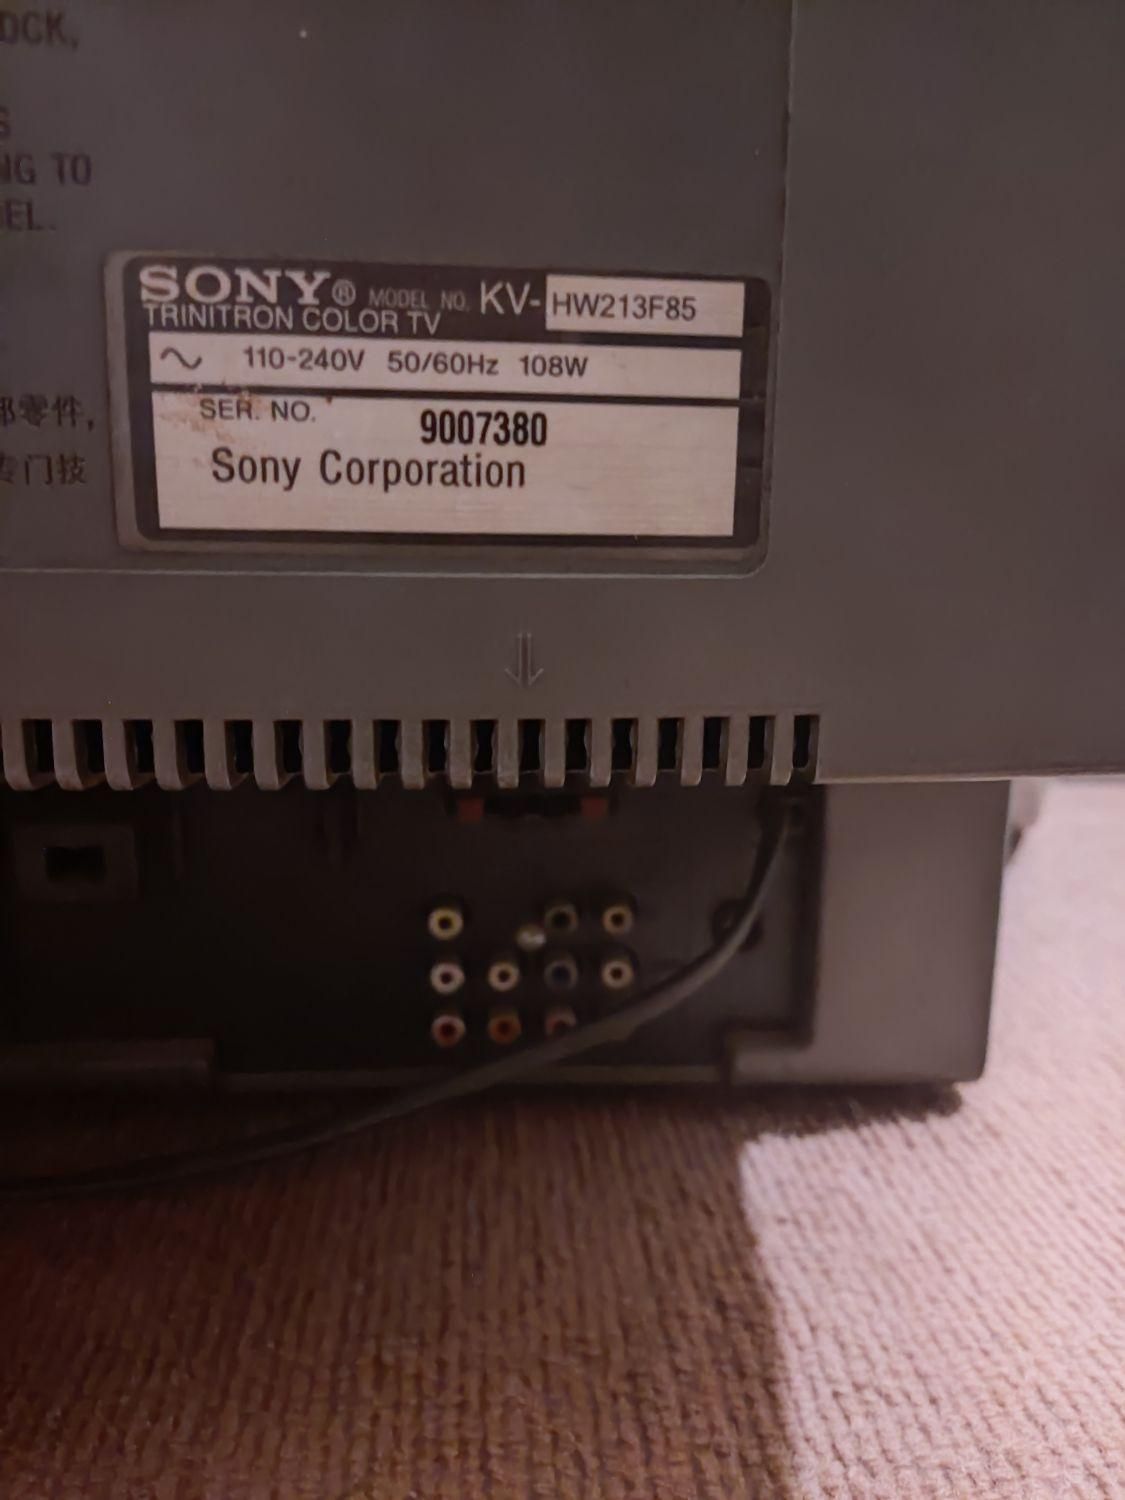 OCK,
S
NG TO
EL.
SONY® MODEL NO. KV-HW213F85
TRINITRON COLOR TV
110-240V 50/60Hz 108W
部零件,
SER. NO. 9007380
专门技
Sony Corporation